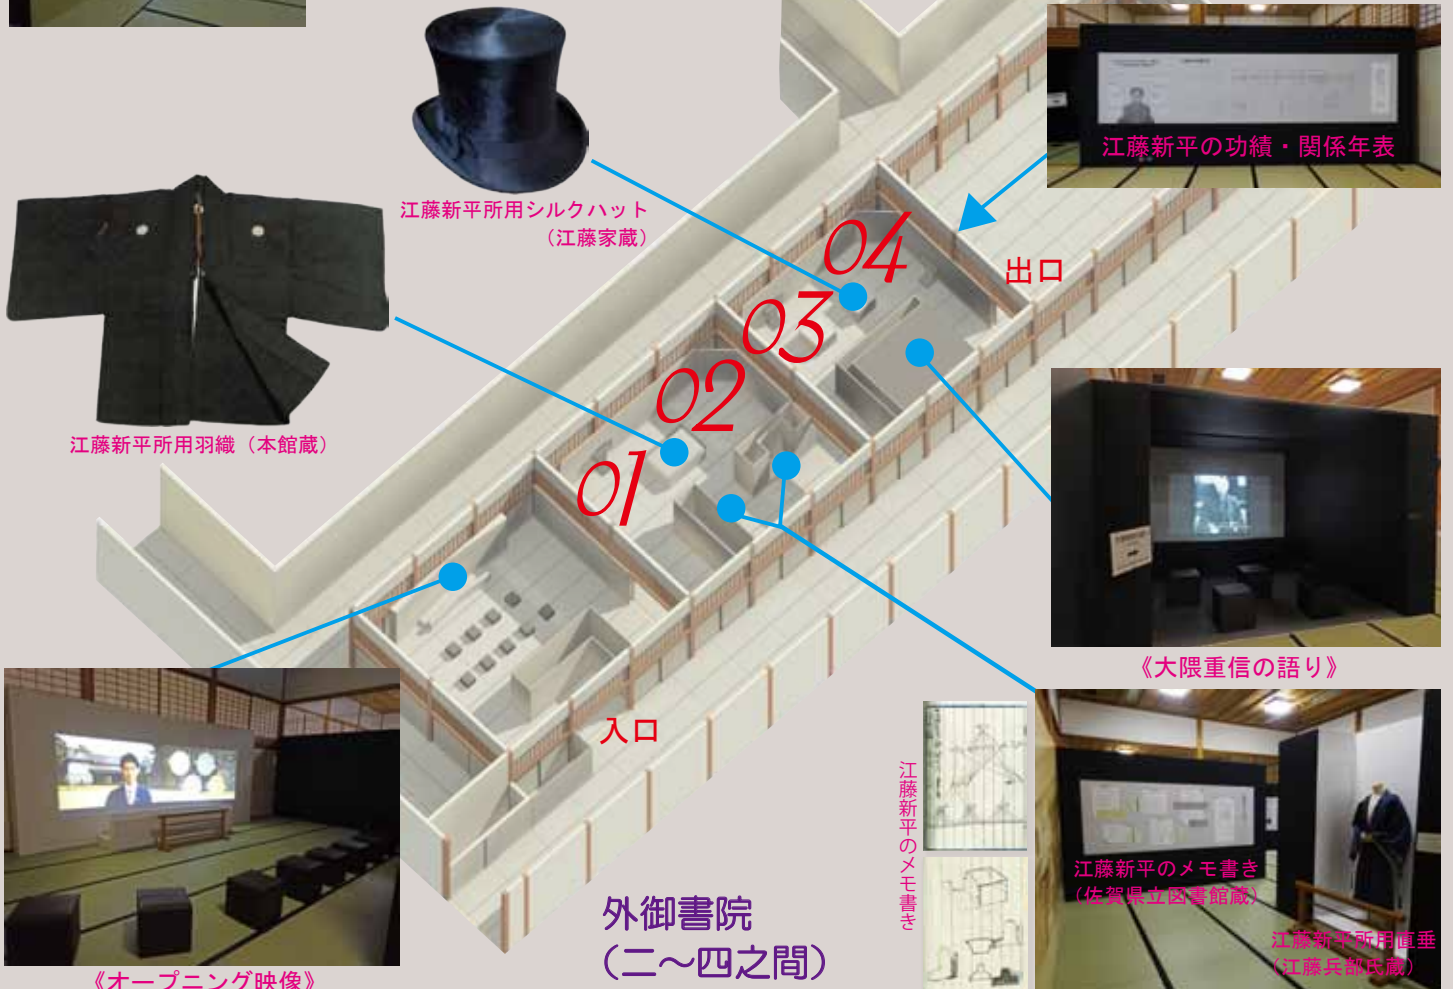 江藤新平の功績・関係年表
江藤新平所用シルクハット
（江藤家蔵）
04
出口
03
02
01
江藤新平所用羽織（本館蔵）
《大隈重信の語り》
入口
江藤新平のメモ書き
江藤新平のメモ書き
（佐賀県立図書館蔵）
江藤新平所用直垂
（江藤兵部氏蔵）
外御書院
（二〜四之間）
《オープニング映像》